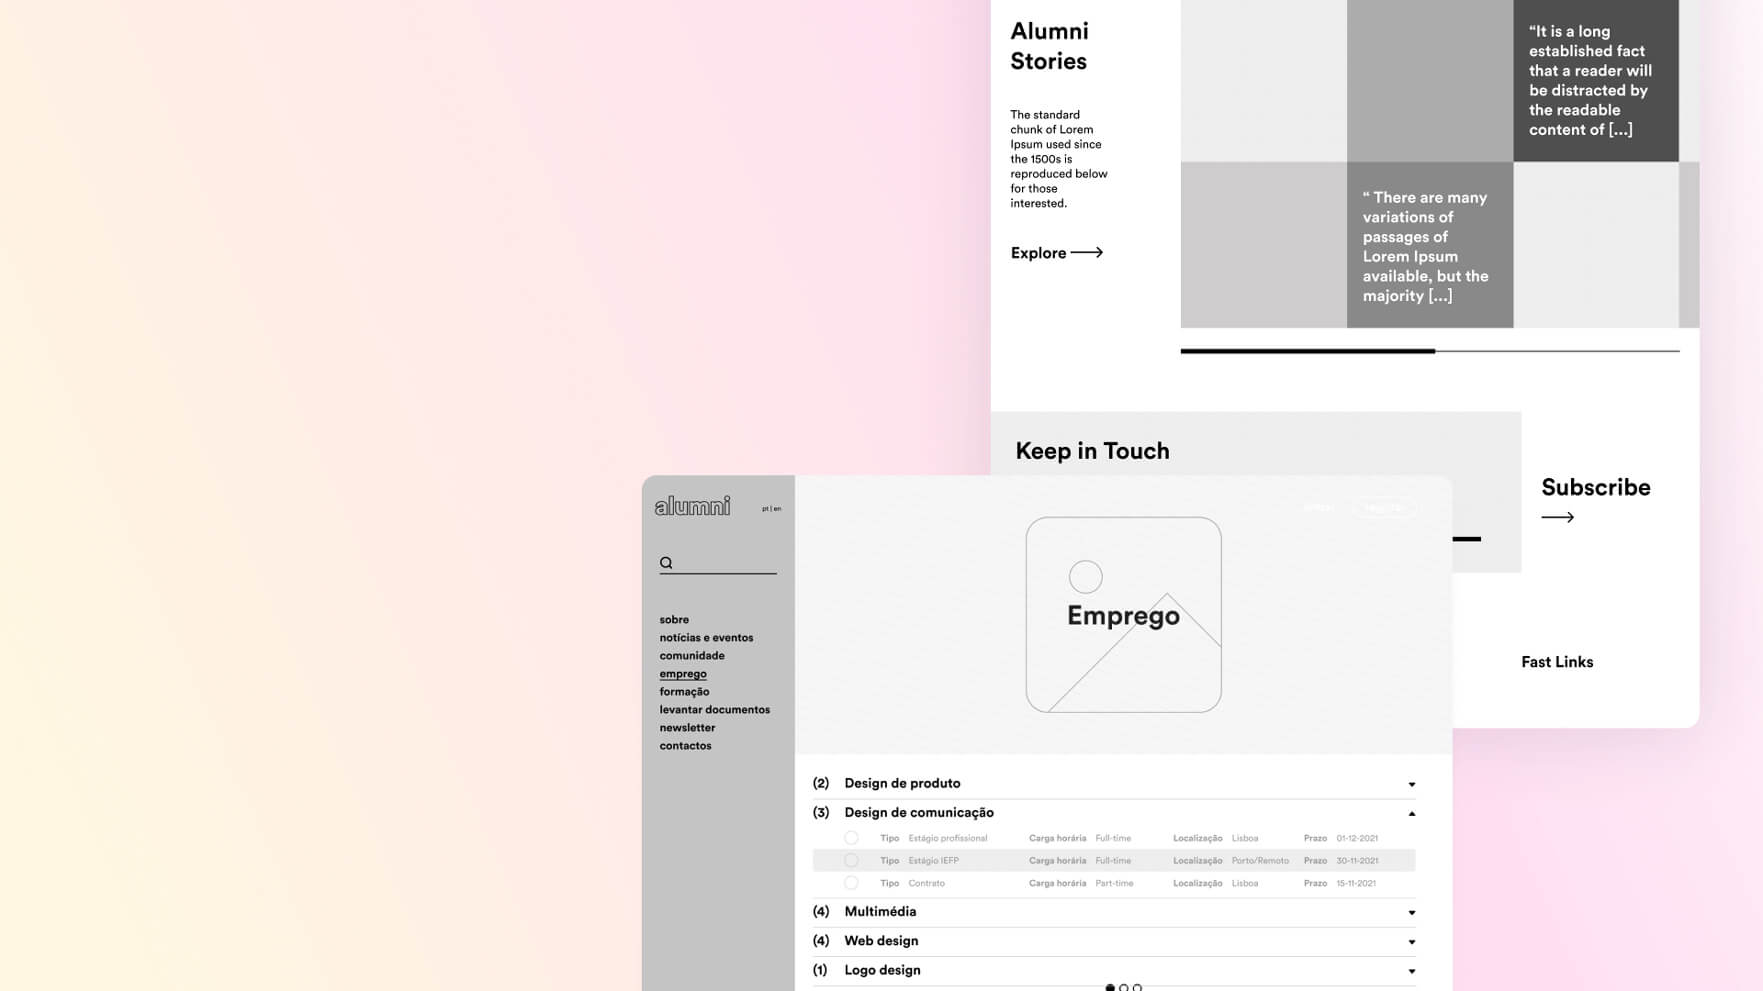 Alumni
Stories
The standard
chunk of Lorem
Ipsum used since
the 1500s is
reproduced below
for those
interested.
Explore
“It is a long
established fact
that a reader will
be distracted by
the readable
content of [...]
“ There are many
variations of
passages of
Lorem Ipsum
available, but the
majority [...]
Keep in Touch
Subscribe
Fast Links
alumni
pt | en
sobre
notícias e eventos
comunidade
emprego
formação
levantar documentos
newsletter
contactos
Emprego
(2) Design de produto
(3) Design de comunicação
Tipo Estágio profissional Carga horária Full-time Localização Lisboa Prazo 01-12-2021
Tipo Estágio IEFP Carga horária Full-time Localização Porto/Remoto Prazo 30-11-2021
Tipo Contrato Carga horária Part-time Localização Lisboa Prazo 15-11-2021
(4) Multimédia
(4) Web design
(1) Logo design